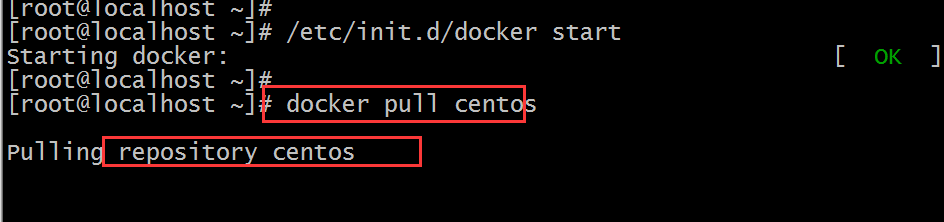 [root@localhost ~]#
[root@localhost ~]# /etc/init.d/docker start
Starting docker: [ OK ]
[root@localhost ~]#
[root@localhost ~]# docker pull centos
Pulling repository centos